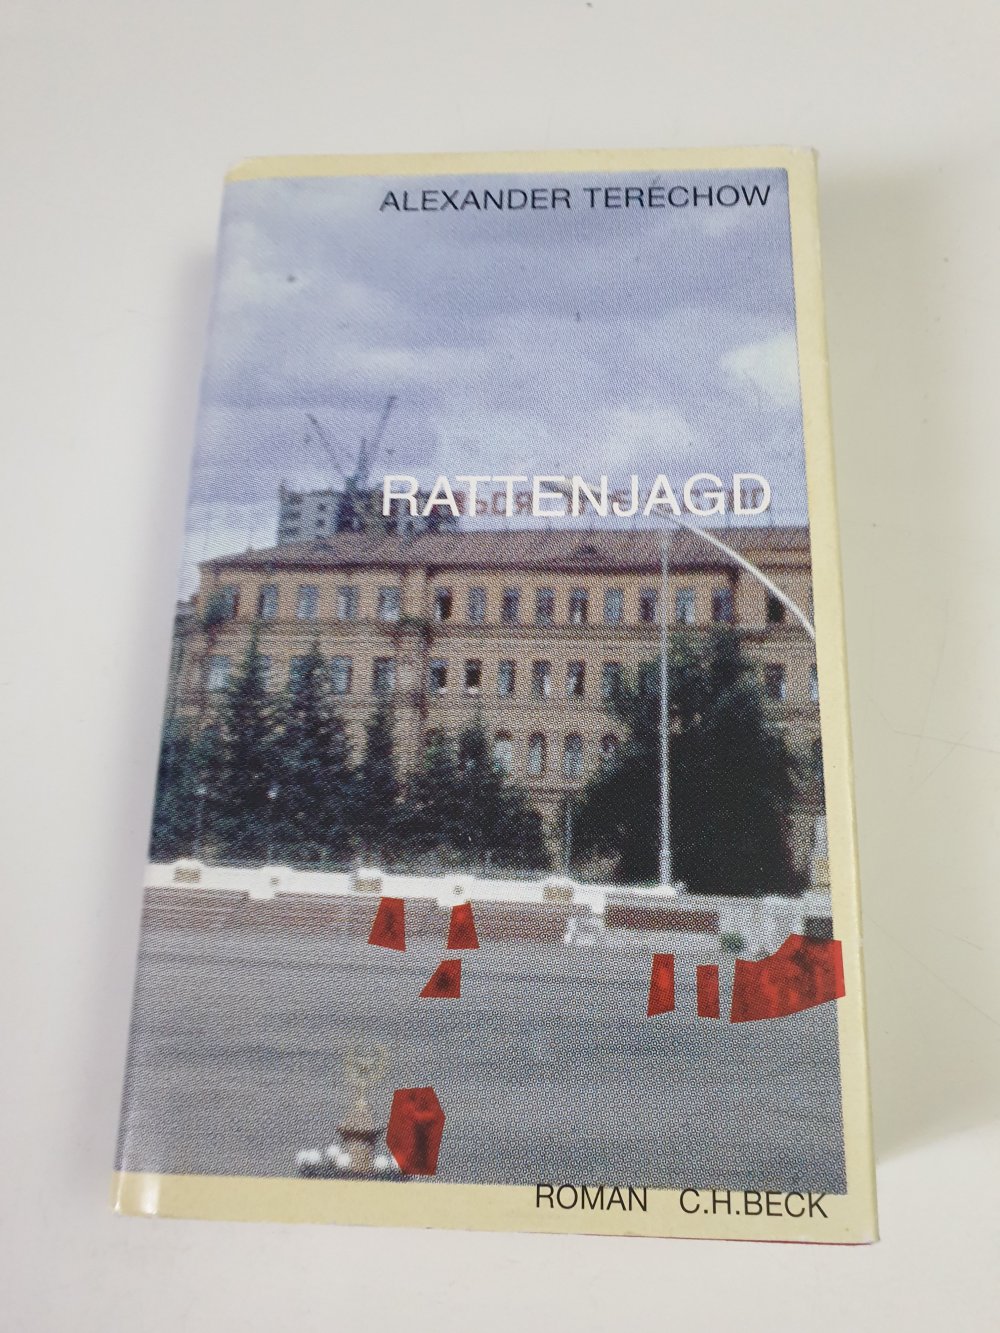 ALEXANDER TERECHOW
RATTENJAGD
ROMAN C.H.BECK